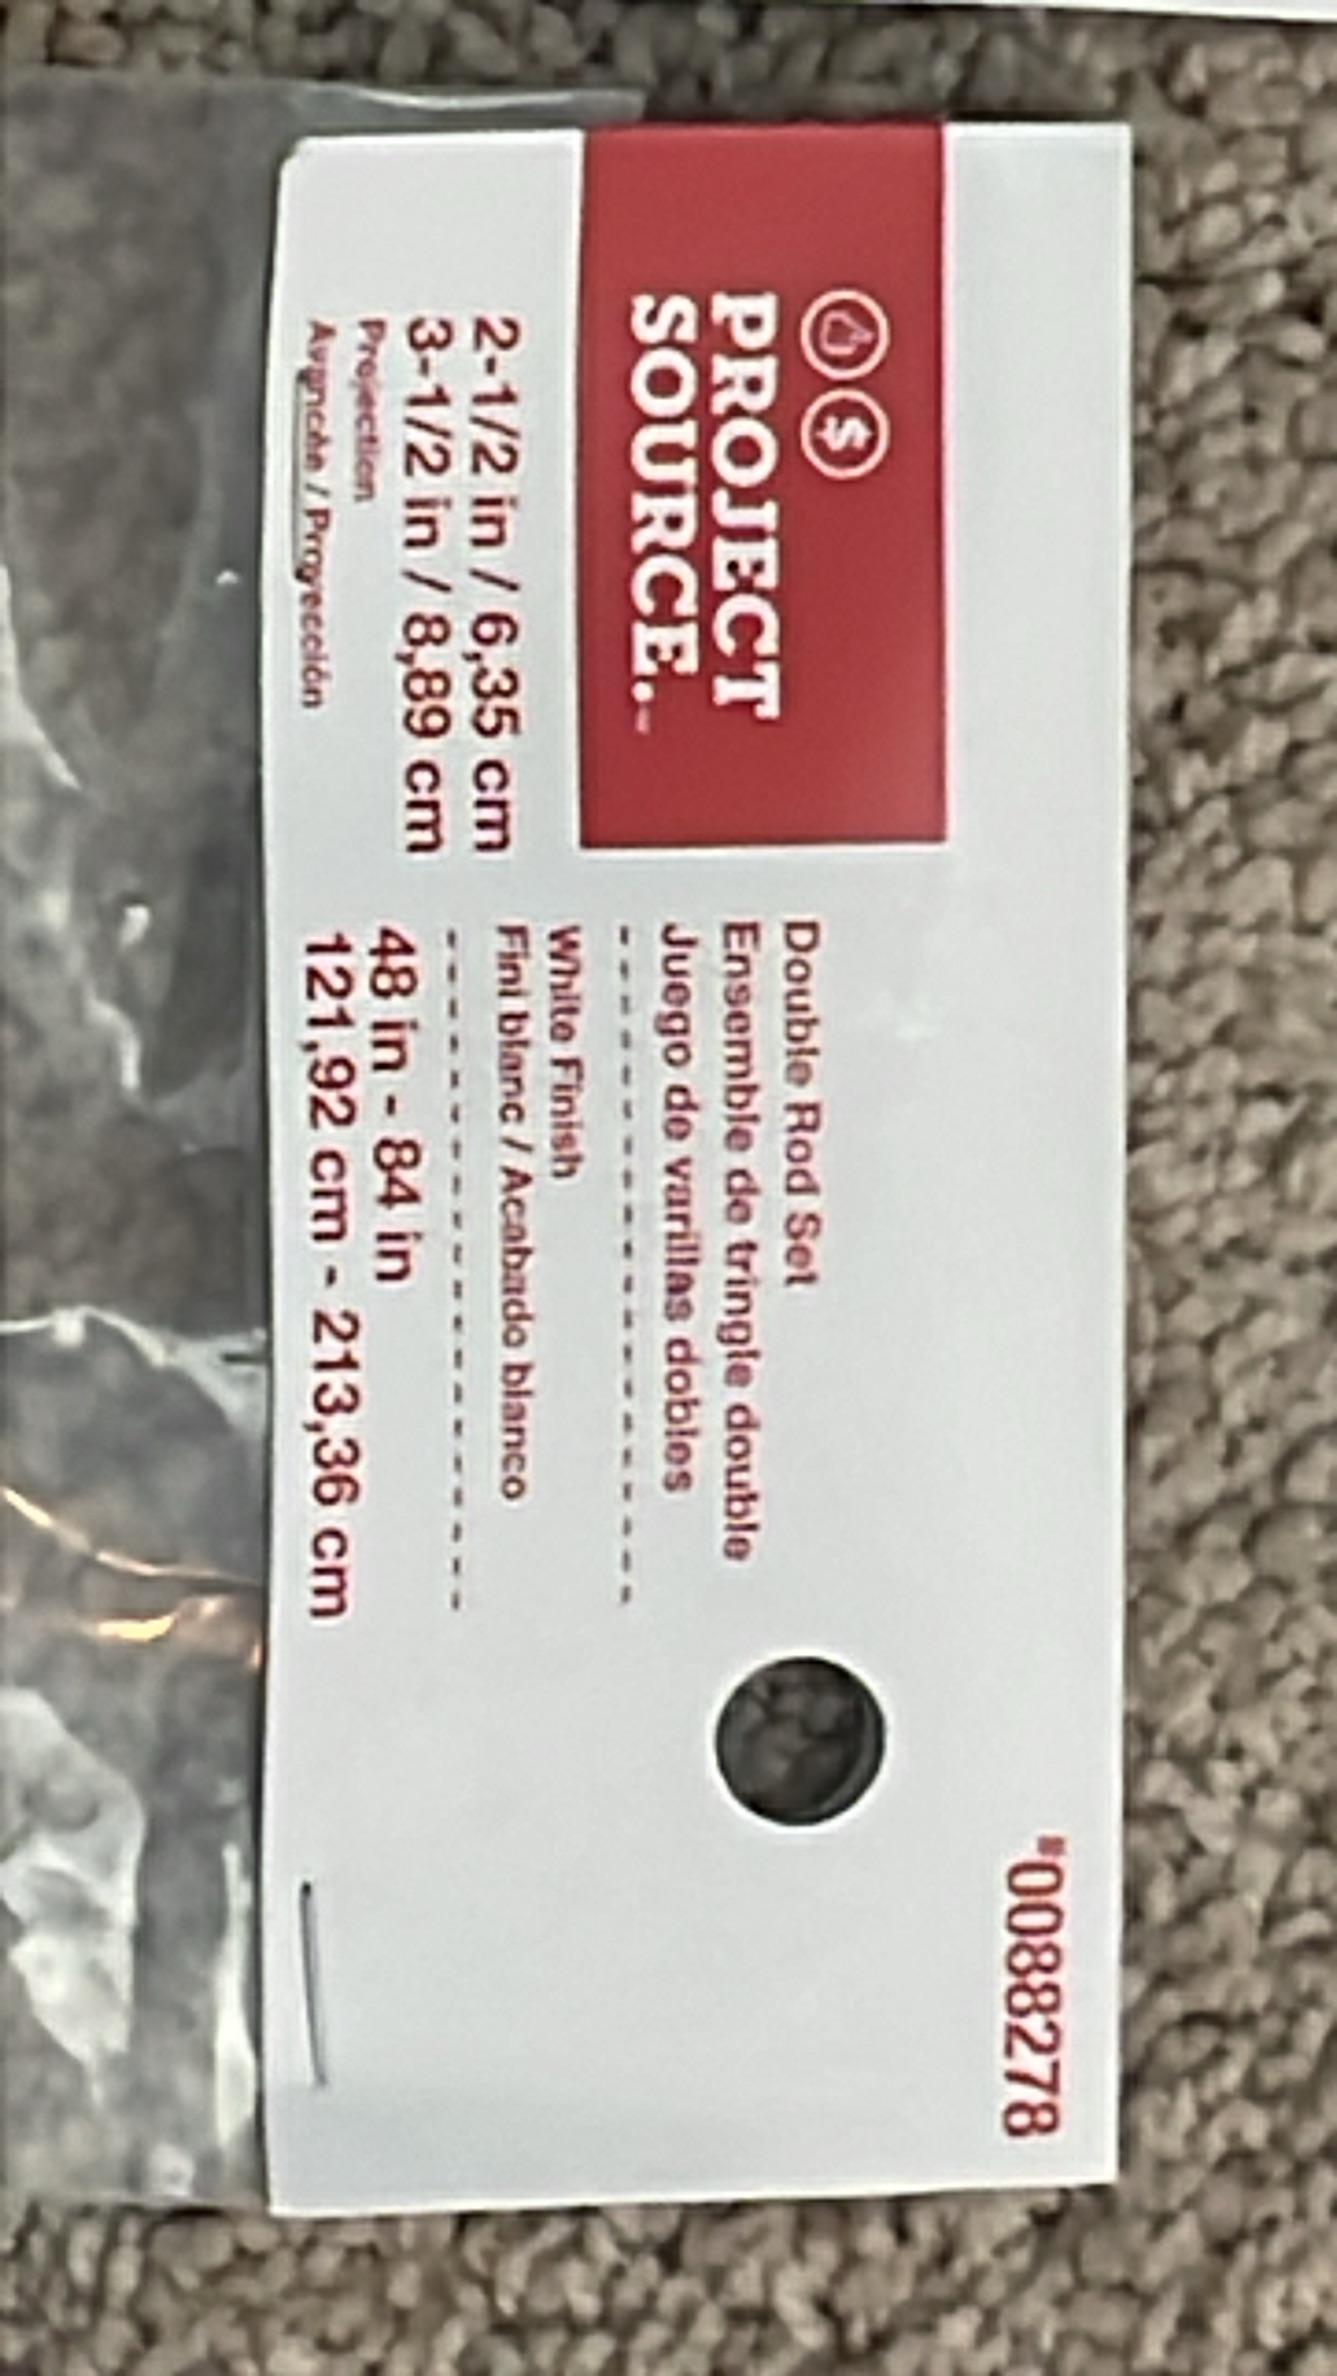 #0088278
$
PROJECT
SOURCE.
2-1/2 in / 6,35 cm
3-1/2 in / 8,89 cm
Projection
Avancée / Proyección
Double Rod Set
Ensemble de tringle double
Juego de varillas dobles
White Finish
Fini blanc / Acabado blanco
48 in - 84 in
121,92 cm - 213,36 cm